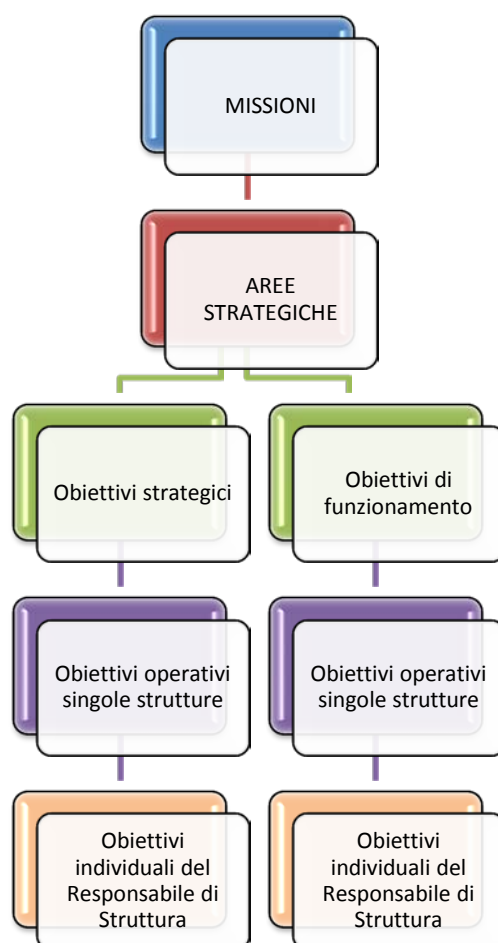 MISSIONI
AREE
STRATEGICHE
Obiettivi strategici
Obiettivi di
funzionamento
Obiettivi operativi
singole strutture
Obiettivi operativi
singole strutture
Obiettivi
individuali del
Responsabile di
Struttura
Obiettivi
individuali del
Responsabile di
Struttura